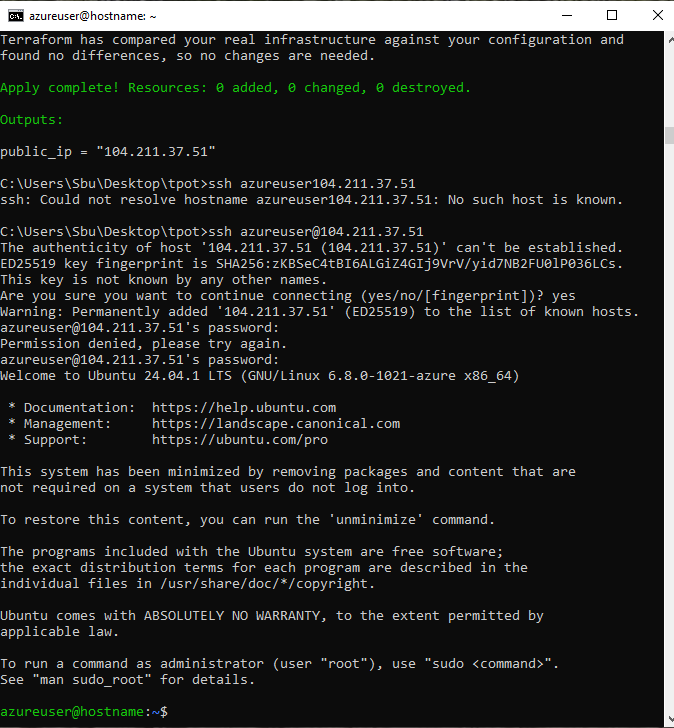 azureuser@hostname: ~
Terraform has compared your real infrastructure against your configuration and
found no differences, so no changes are needed.
Apply complete! Resources: 0 added, 0 changed, 0 destroyed.
Outputs:
public_ip = "104.211.37.51"
C:\Users\Sbu\Desktop\tpot>ssh azureuser104.211.37.51
ssh: Could not resolve hostname azureuser104.211.37.51: No such host is known.
C:\Users\Sbu\Desktop\tpot>ssh azureuser@104.211.37.51
The authenticity of host '104.211.37.51 (104.211.37.51)' can't be established.
ED25519 key fingerprint is SHA256:zKBSeC4tBI6ALGiZ4GIj9VrV/yid7NB2FU0lP036LCs.
This key is not known by any other names.
Are you sure you want to continue connecting (yes/no/[fingerprint])? yes
Warning: Permanently added '104.211.37.51' (ED25519) to the list of known hosts.
azureuser@104.211.37.51's password:
Permission denied, please try again.
azureuser@104.211.37.51's password:
Welcome to Ubuntu 24.04.1 LTS (GNU/Linux 6.8.0-1021-azure x86_64)
* Documentation:  https://help.ubuntu.com
* Management:     https://landscape.canonical.com
* Support:        https://ubuntu.com/pro
This system has been minimized by removing packages and content that are
not required on a system that users do not log into.
To restore this content, you can run the 'unminimize' command.
The programs included with the Ubuntu system are free software;
the exact distribution terms for each program are described in the
individual files in /usr/share/doc/*/copyright.
Ubuntu comes with ABSOLUTELY NO WARRANTY, to the extent permitted by
applicable law.
To run a command as administrator (user "root"), use "sudo <command>".
See "man sudo_root" for details.
azureuser@hostname:~$